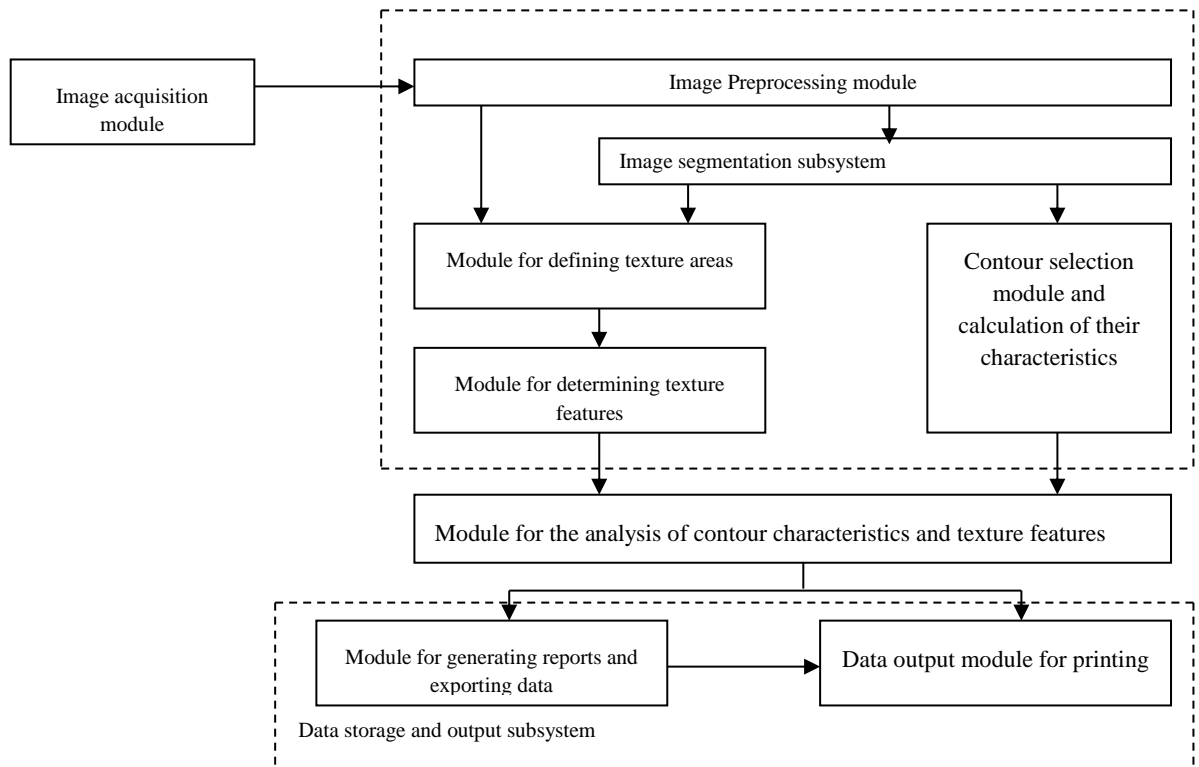 Image acquisition
module
Image Preprocessing module
Image segmentation subsystem
Module for defining texture areas
Contour selection
module and
calculation of their
characteristics
Module for determining texture
features
Module for the analysis of contour characteristics and texture features
Module for generating reports and
exporting data
Data output module for printing
Data storage and output subsystem